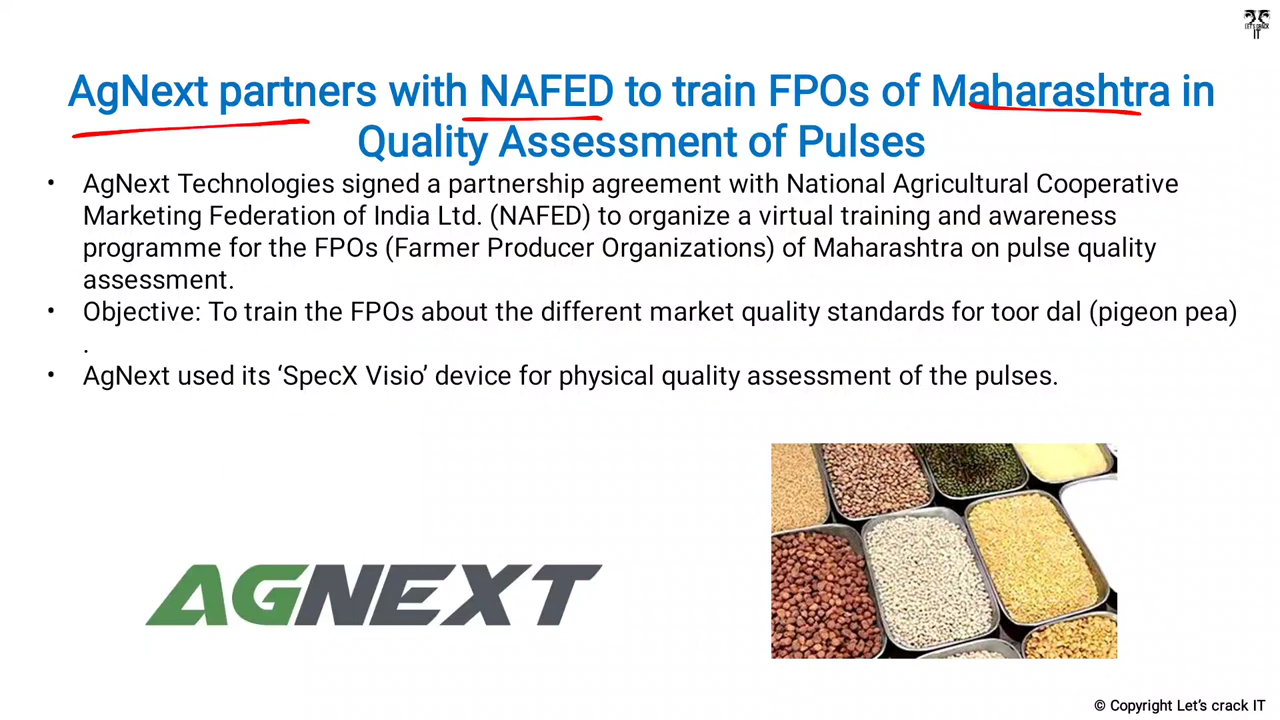 LET'S CRACK
IT
AgNext partners with NAFED to train FPOs of Maharashtra in
Quality Assessment of Pulses
• AgNext Technologies signed a partnership agreement with National Agricultural Cooperative
Marketing Federation of India Ltd. (NAFED) to organize a virtual training and awareness
programme for the FPOs (Farmer Producer Organizations) of Maharashtra on pulse quality
assessment.
• Objective: To train the FPOs about the different market quality standards for toor dal (pigeon pea)
.
• AgNext used its ‘SpecX Visio’ device for physical quality assessment of the pulses.
AGNEXT
© Copyright Let’s crack IT